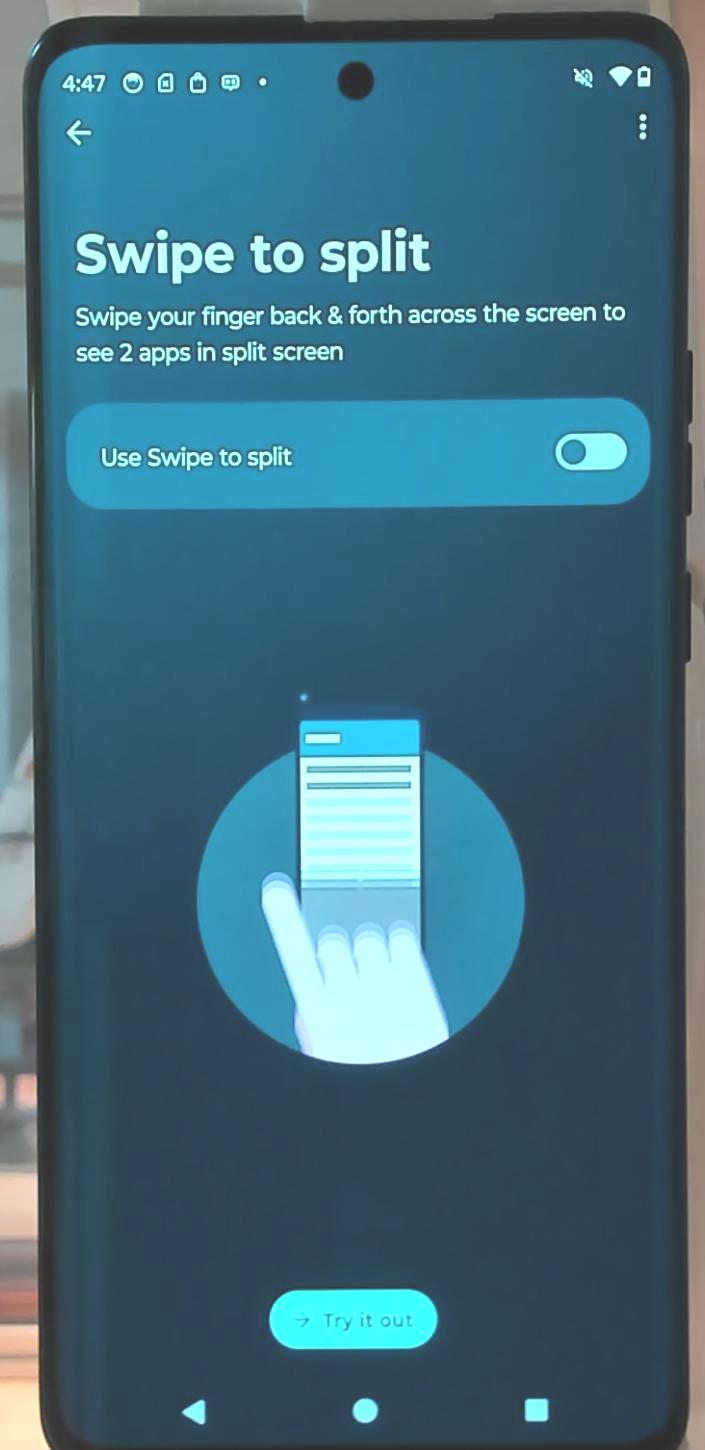 4:47
Swipe to split
Swipe your finger back & forth across the screen to
see 2 apps in split screen
Use Swipe to split
Try it out